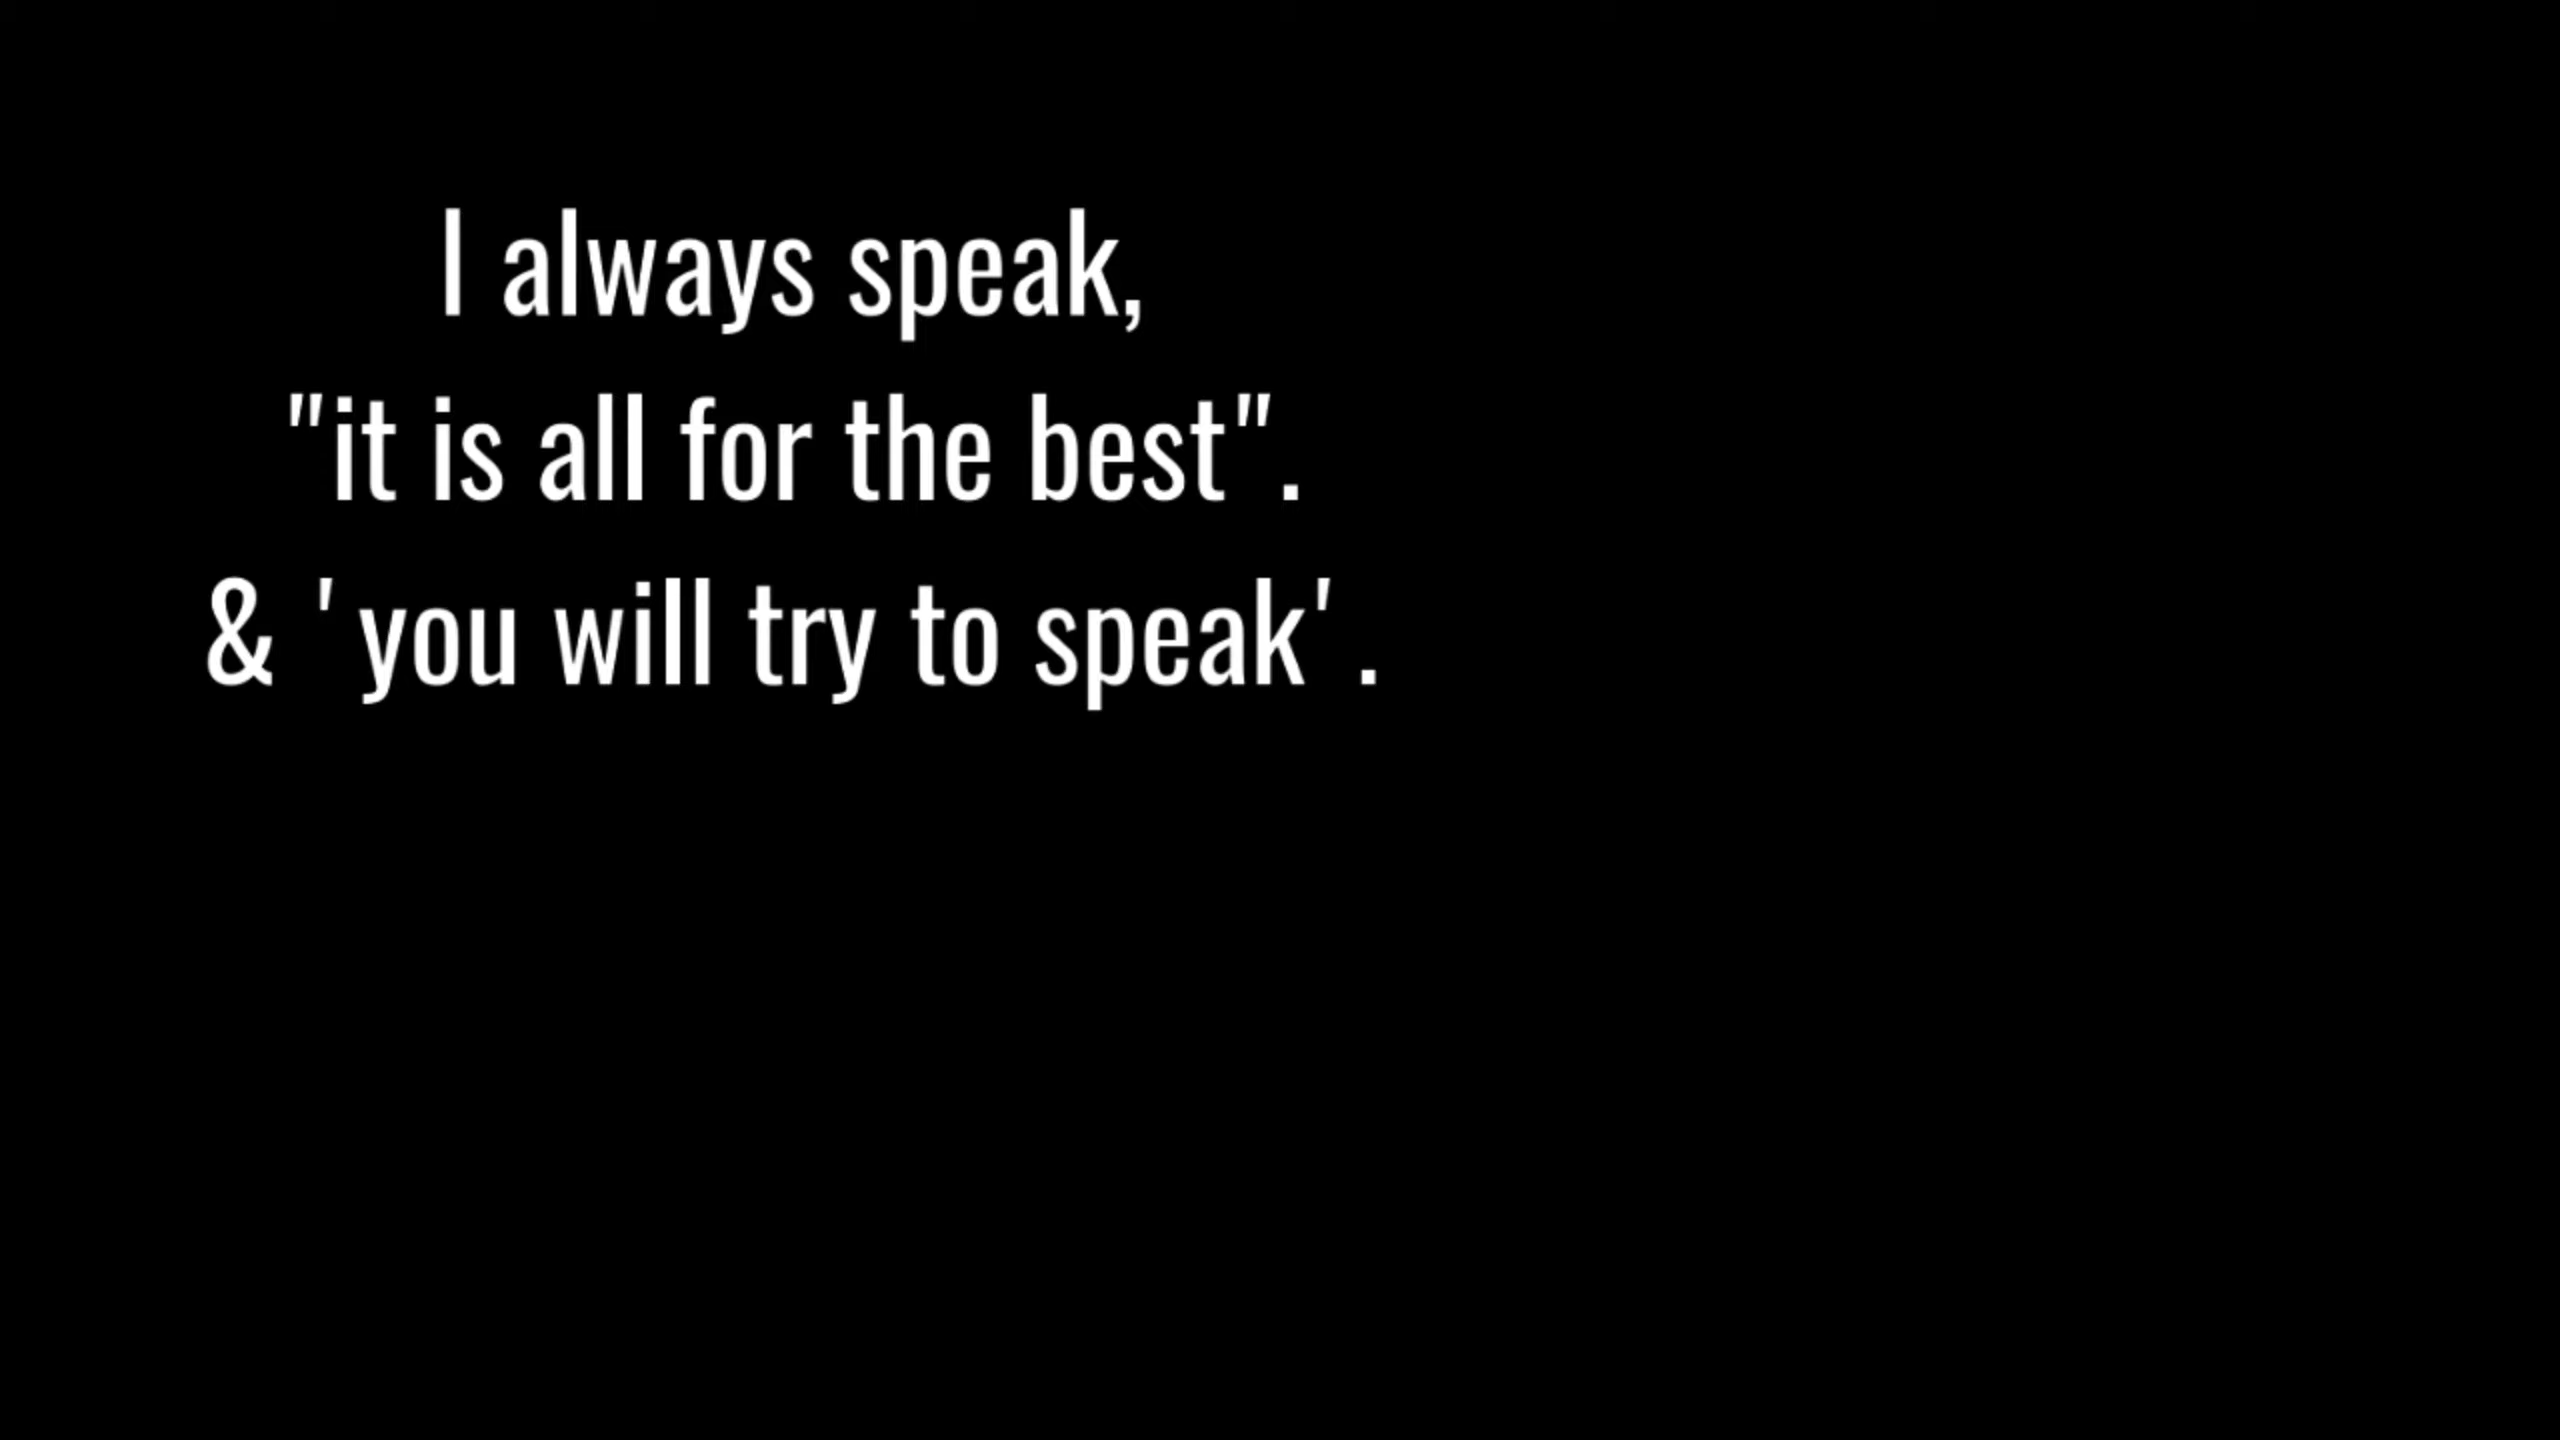 I always speak,
"it is all for the best".
& 'you will try to speak'.